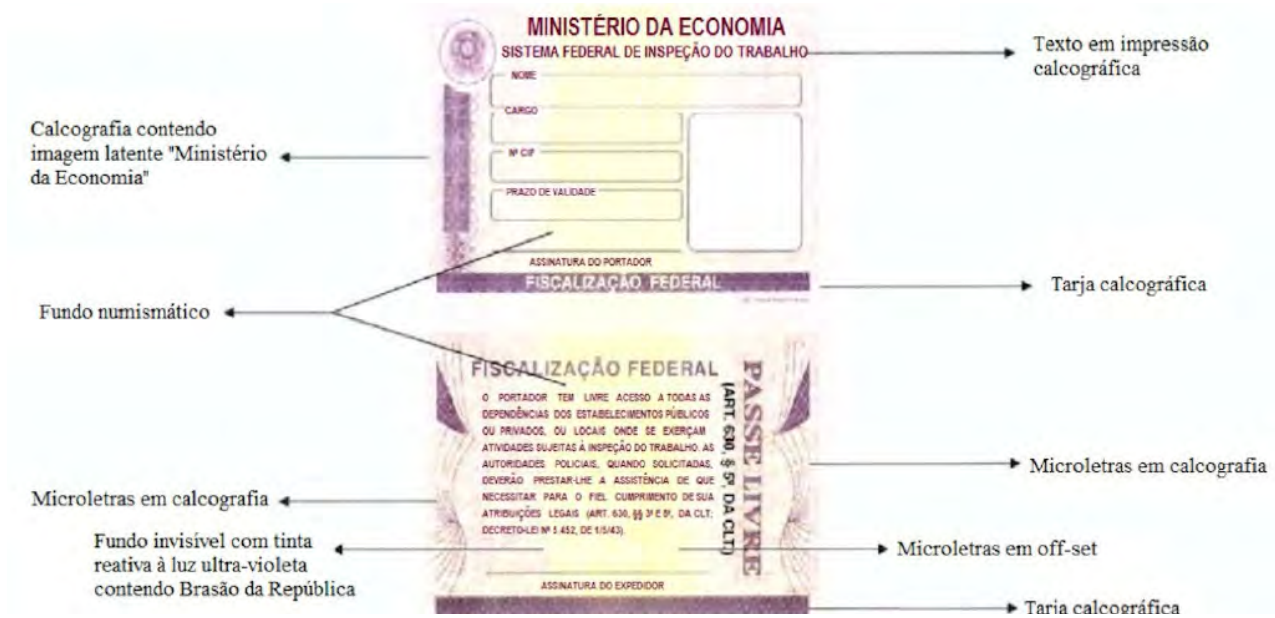 MINISTÉRIO DA ECONOMIA
SISTEMA FEDERAL DE INSPEÇÃO DO TRABALHO
Texto em impressão
calcográfica
NOME
CARGO
Calcografia contendo
imagem latente "Ministério
da Economia"
Nº CIF
PRAZO DE VALIDADE
ASSINATURA DO PORTADOR
FISCALIZAÇÃO FEDERAL
Tarja calcográfica
Fundo numismático
FISCALIZAÇÃO FEDERAL
O PORTADOR TEM LIVRE ACESSO A TODAS AS
DEPENDÊNCIAS DOS ESTABELECIMENTOS PÚBLICOS
OU PRIVADOS, OU LOCAIS ONDE SE EXERÇAM
ATIVIDADES SUJEITAS À INSPEÇÃO DO TRABALHO. AS
AUTORIDADES POLICIAIS, QUANDO SOLICITADAS,
DEVERÃO PRESTAR-LHE A ASSISTÊNCIA DE QUE
NECESSITAR PARA O FIEL CUMPRIMENTO DE SUA
ATRIBUIÇÕES LEGAIS (ART. 630, §§ 3º E 5º, DA CLT;
DECRETO-LEI Nº 5.452, DE 1/5/43).
(ART. 630, § 5º, DA CLT)
PASSE LIVRE
Microletras em calcografia
Microletras em calcografia
Fundo invisível com tinta
reativa à luz ultra-violeta
contendo Brasão da República
Microletras em off-set
ASSINATURA DO EXPEDIDOR
Tarja calcográfica